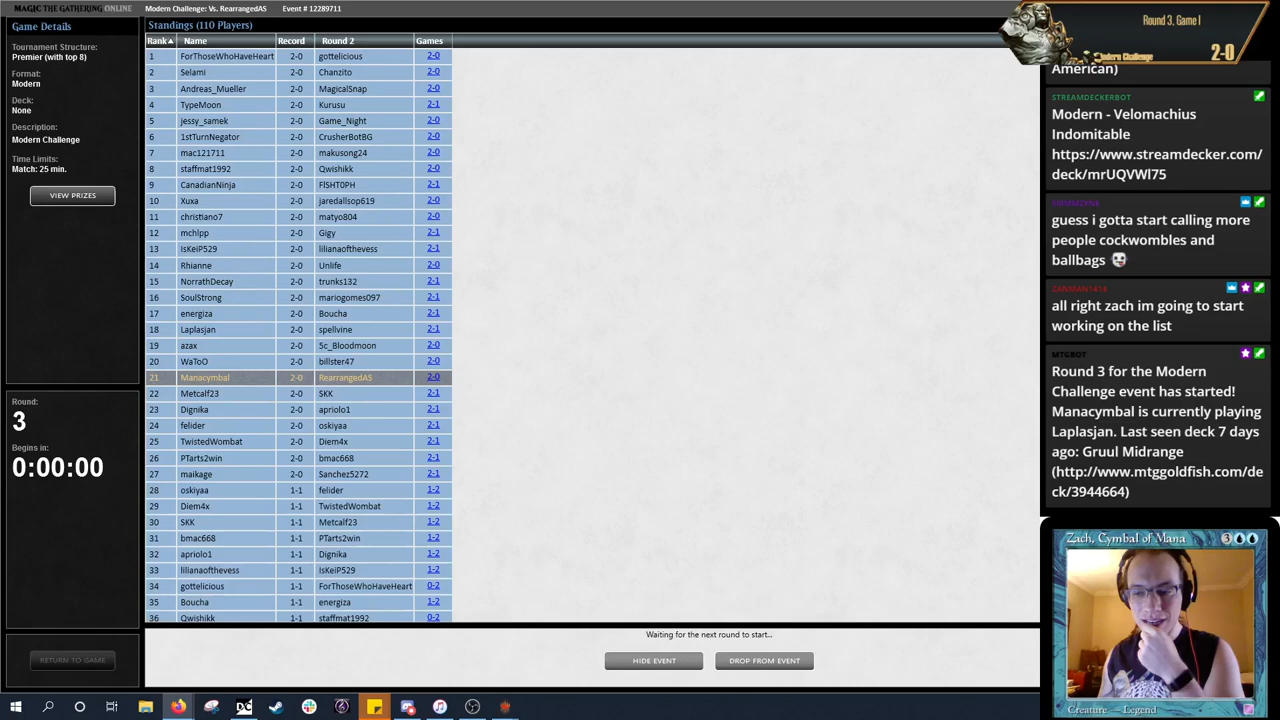 MAGIC THE GATHERING ONLINE
Modern Challenge: Vs. RearrangedAS
Event # 12289711
Game Details
Tournament Structure:
Premier (with top 8)
Format:
Modern
Deck:
None
Description:
Modern Challenge
Time Limits:
Match: 25 min.
VIEW PRIZES
Round:
3
Begins in:
0:00:00
RETURN TO GAME
Standings (110 Players)
Rank Name Record Round 2 Games
1 ForThoseWhoHaveHeart 2-0 gottelicious 2-0
2 Selami 2-0 Chanzito 2-0
3 Andreas_Mueller 2-0 MagicalSnap 2-0
4 TypeMoon 2-0 Kurusu 2-1
5 jessy_samek 2-0 Game_Night 2-0
6 1stTurnNegator 2-0 CrusherBotBG 2-0
7 mac121711 2-0 makusong24 2-0
8 staffmat1992 2-0 Qwishikk 2-0
9 CanadianNinja 2-0 FlSHT0PH 2-1
10 Xuxa 2-0 jaredallsop619 2-0
11 christiano7 2-0 matyo804 2-0
12 mchlpp 2-0 Gigy 2-1
13 IsKeiP529 2-0 lilianaofthevess 2-1
14 Rhianne 2-0 Unlife 2-0
15 NorrathDecay 2-0 trunks132 2-1
16 SoulStrong 2-0 mariogomes097 2-1
17 energiza 2-0 Boucha 2-1
18 Laplasjan 2-0 spellvine 2-1
19 azax 2-0 5c_Bloodmoon 2-0
20 WaToO 2-0 billster47 2-0
21 Manacymbal 2-0 RearrangedAS 2-0
22 Metcalf23 2-0 SKK 2-1
23 Dignika 2-0 apriolo1 2-1
24 felider 2-0 oskiyaa 2-1
25 TwistedWombat 2-0 Diem4x 2-1
26 PTarts2win 2-0 bmac668 2-1
27 maikage 2-0 Sanchez5272 2-1
28 oskiyaa 1-1 felider 1-2
29 Diem4x 1-1 TwistedWombat 1-2
30 SKK 1-1 Metcalf23 1-2
31 bmac668 1-1 PTarts2win 1-2
32 apriolo1 1-1 Dignika 1-2
33 lilianaofthevess 1-1 IsKeiP529 1-2
34 gottelicious 1-1 ForThoseWhoHaveHeart 0-2
35 Boucha 1-1 energiza 1-2
36 Qwishikk 1-1 staffmat1992 0-2
Waiting for the next round to start...
HIDE EVENT
DROP FROM EVENT
Round 3, Game 1
Modern Challenge
2-0
American)
STREAMDECKERBOT
Modern - Velomachius
Indomitable
https://www.streamdecker.com/
deck/mrUQVWl75
guess i gotta start calling more
people cockwombles and
ballbags
ZANMAN1414
all right zach im going to start
working on the list
MTGBOT
Round 3 for the Modern
Challenge event has started!
Manacymbal is currently playing
Laplasjan. Last seen deck 7 days
ago: Gruul Midrange
(http://www.mtggoldfish.com/de
ck/3944664)
Zach, Cymbal of Mana 3
Creature — Legend